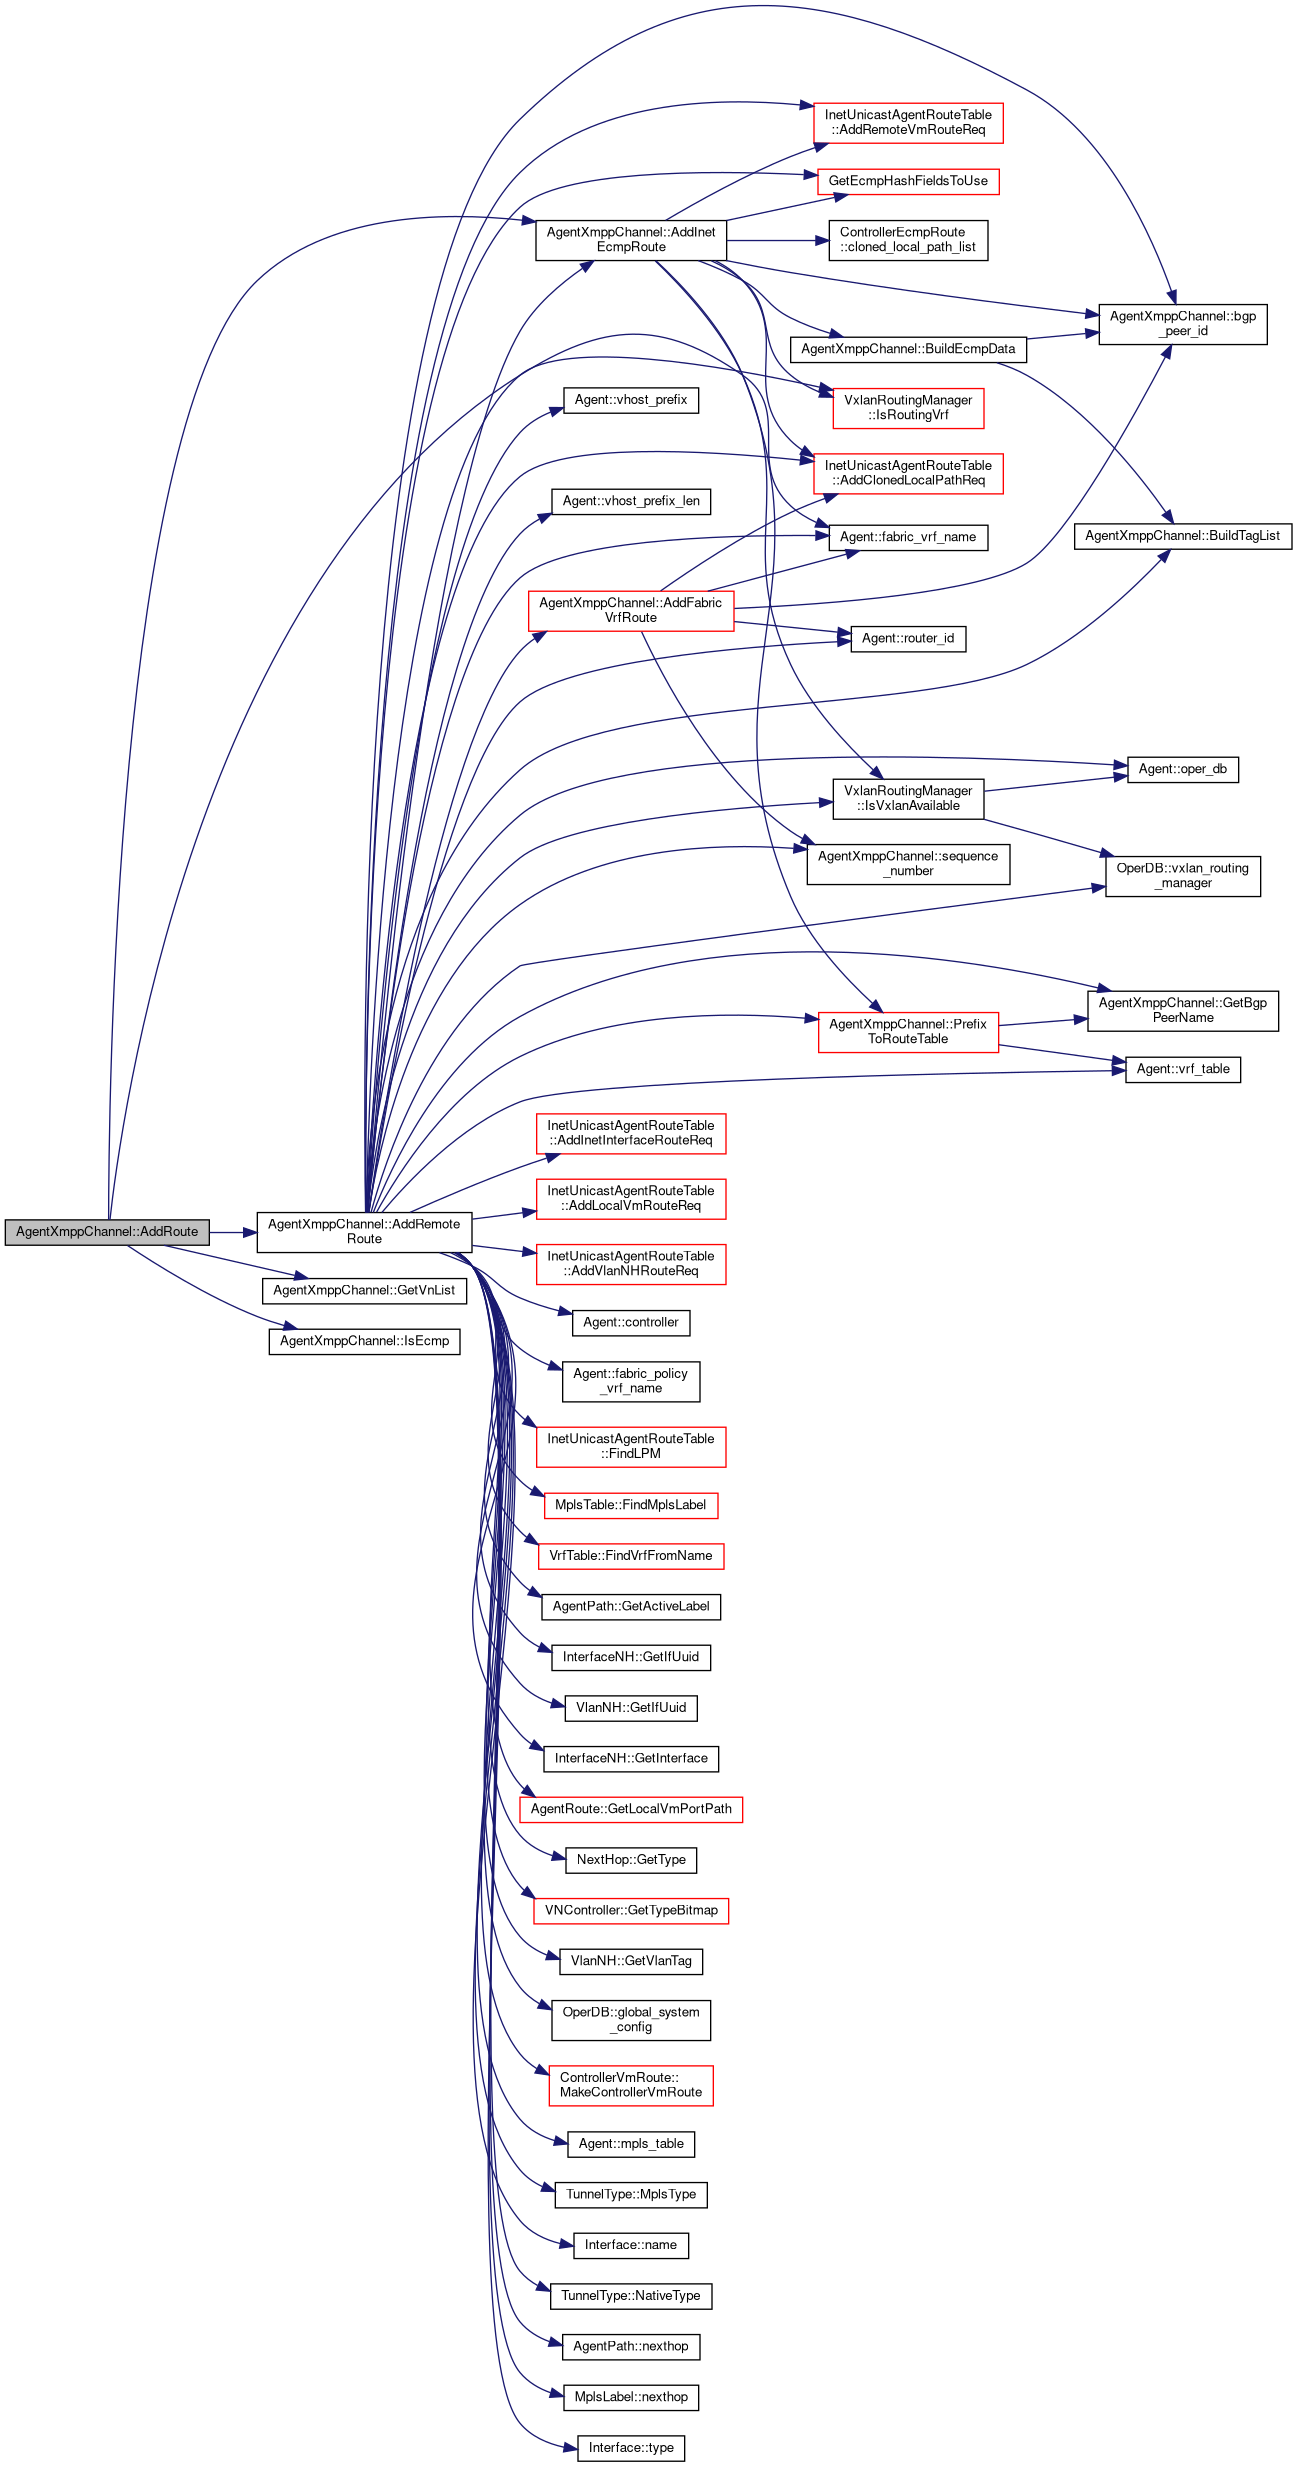 InetUnicastAgentRouteTable
::AddRemoteVmRouteReq
GetEcmpHashFieldsToUse
AgentXmppChannel::AddInet
EcmpRoute
ControllerEcmpRoute
::cloned_local_path_list
AgentXmppChannel::bgp
_peer_id
AgentXmppChannel::BuildEcmpData
Agent::vhost_prefix
VxlanRoutingManager
::IsRoutingVrf
InetUnicastAgentRouteTable
::AddClonedLocalPathReq
Agent::vhost_prefix_len
Agent::fabric_vrf_name
AgentXmppChannel::BuildTagList
AgentXmppChannel::AddFabric
VrfRoute
Agent::router_id
Agent::oper_db
VxlanRoutingManager
::IsVxlanAvailable
AgentXmppChannel::sequence
_number
OperDB::vxlan_routing
_manager
AgentXmppChannel::GetBgp
PeerName
AgentXmppChannel::Prefix
ToRouteTable
Agent::vrf_table
InetUnicastAgentRouteTable
::AddInetInterfaceRouteReq
InetUnicastAgentRouteTable
::AddLocalVmRouteReq
AgentXmppChannel::AddRoute
AgentXmppChannel::AddRemote
Route
InetUnicastAgentRouteTable
::AddVlanNHRouteReq
AgentXmppChannel::GetVnList
AgentXmppChannel::IsEcmp
Agent::controller
Agent::fabric_policy
_vrf_name
InetUnicastAgentRouteTable
::FindLPM
MplsTable::FindMplsLabel
VrfTable::FindVrfFromName
AgentPath::GetActiveLabel
InterfaceNH::GetIfUuid
VlanNH::GetIfUuid
InterfaceNH::GetInterface
AgentRoute::GetLocalVmPortPath
NextHop::GetType
VNController::GetTypeBitmap
VlanNH::GetVlanTag
OperDB::global_system
_config
ControllerVmRoute::
MakeControllerVmRoute
Agent::mpls_table
TunnelType::MplsType
Interface::name
TunnelType::NativeType
AgentPath::nexthop
MplsLabel::nexthop
Interface::type